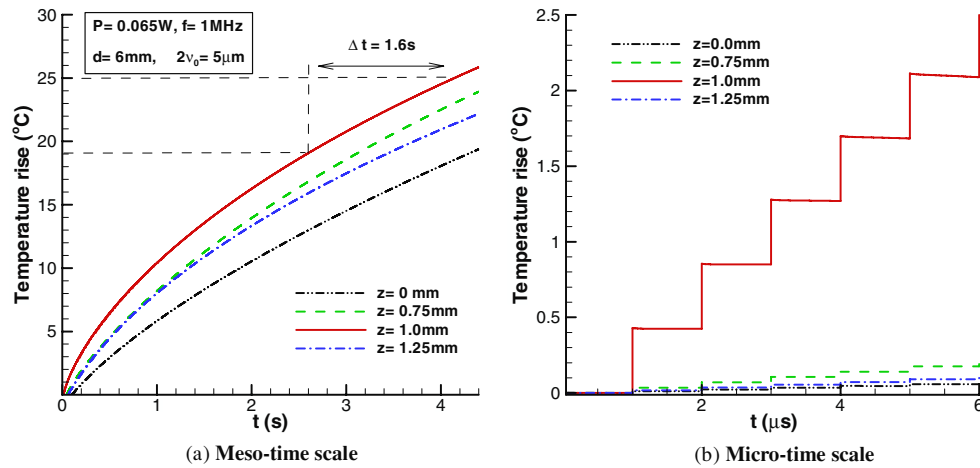 P= 0.065W, f= 1MHz
d= 6mm, 2ν₀= 5μm
Δ t= 1.6s
Temperature rise (°C)
30
25
20
15
10
5
0
1
2
3
4
t (s)
z= 0 mm
z= 0.75mm
z= 1.0mm
z= 1.25mm
(a) Meso-time scale
z=0.0mm
z=0.75mm
z=1.0mm
z=1.25mm
Temperature rise (°C)
2.5
2
1.5
1
0.5
0
2
4
6
t (μs)
(b) Micro-time scale